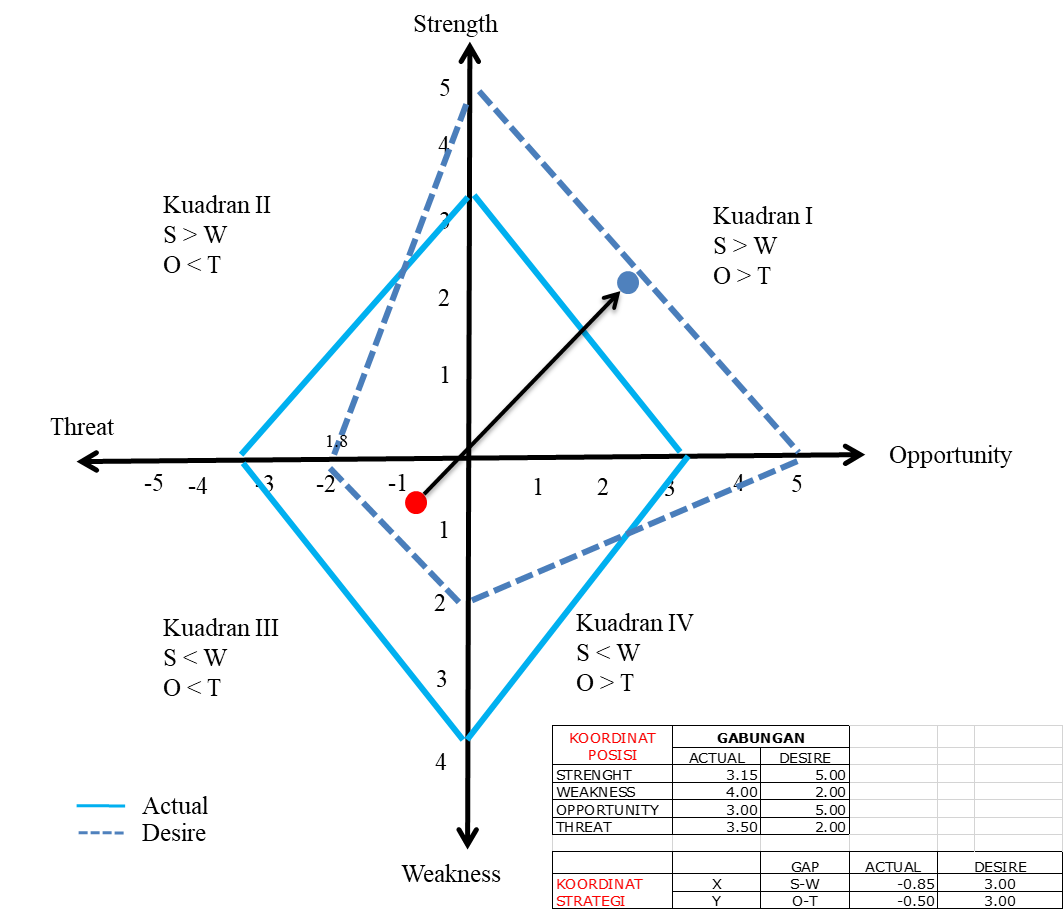 Strength
5
4
3
2
1
Kuadran II
S > W
O < T
Kuadran I
S > W
O > T
Threat
1.8
Opportunity
-5 -4 -3 -2 -1 1 2 3 4 5
1
2
3
4
Kuadran III
S < W
O < T
Kuadran IV
S < W
O > T
Weakness
Actual
Desire
KOORDINAT POSISI GABUNGAN
ACTUAL DESIRE
STRENGHT 3.15 5.00
WEAKNESS 4.00 2.00
OPPORTUNITY 3.00 5.00
THREAT 3.50 2.00
GAP ACTUAL DESIRE
KOORDINAT X S-W -0.85 3.00
STRATEGI Y O-T -0.50 3.00